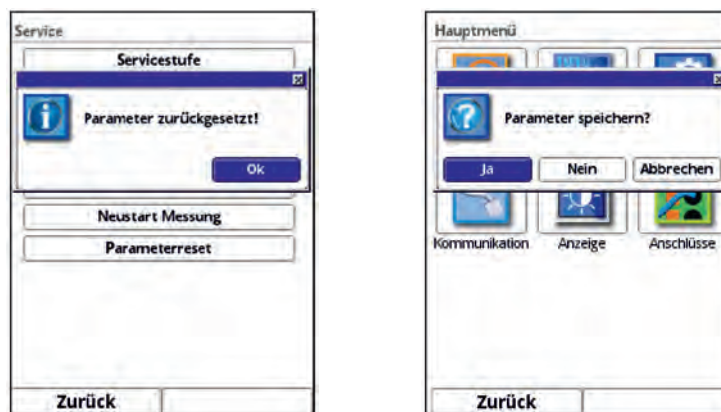 Service
Servicestufe
Parameter zurückgesetzt!
Ok
Neustart Messung
Parameterreset
Zurück
Hauptmenü
Parameter speichern?
Ja
Nein
Abbrechen
Kommunikation
Anzeige
Anschlüsse
Zurück